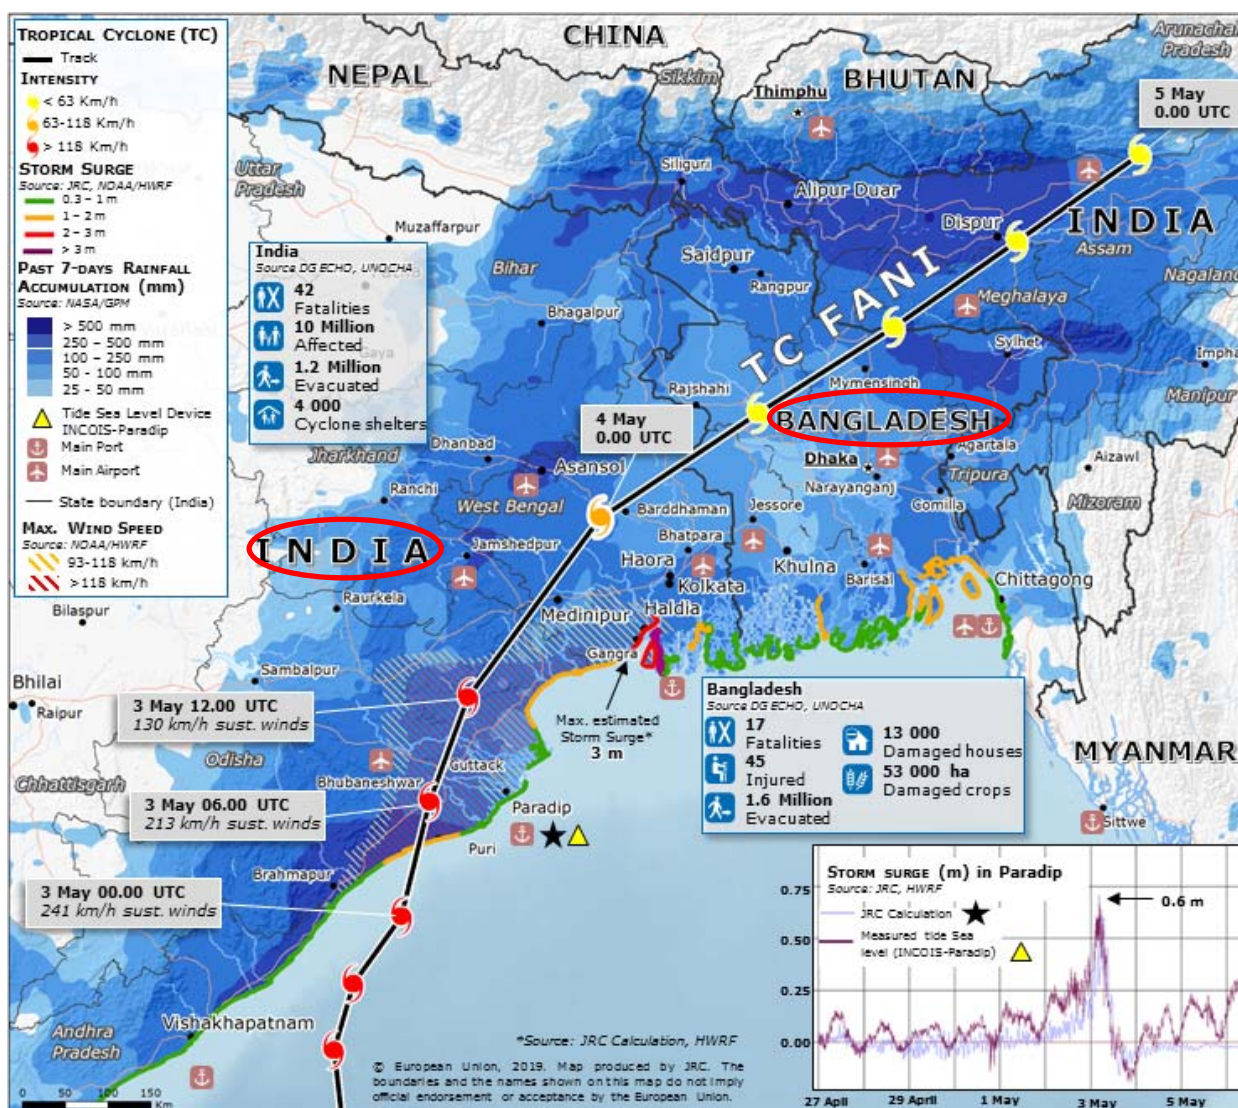 TROPICAL CYCLONE (TC)
Track
INTENSITY
< 63 Km/h
63-118 Km/h
> 118 Km/h
STORM SURGE
Source: JRC, NOAA/HWRF
0.3 - 1 m
1 - 2 m
2 - 3 m
> 3 m
PAST 7-DAYS RAINFALL
ACCUMULATION (mm)
Source: NASA/GPM
> 500 mm
250 - 500 mm
100 - 250 mm
50 - 100 mm
25 - 50 mm
Tide Sea Level Device
INCOIS-Paradip
Main Port
Main Airport
State boundary (India)
MAX. WIND SPEED
Source: NOAA/HWRF
93-118 km/h
>118 km/h
CHINA
NEPAL
BHUTAN
Sikkim
Thimphu
Arunachal
Pradesh
5 May
0.00 UTC
Uttar
Pradesh
Siliguri
Alipur Duar
Dispur
INDIA
Assam
Muzaffarpur
Bihar
Saidpur
Rangpur
Nagaland
Meghalaya
TC FANI
India
Source DG ECHO, UNOCHA
42
Fatalities
10 Million
Affected
1.2 Million
Evacuated
4 000
Cyclone shelters
Gaya
Bhagalpur
Sylhet
Impha
Mymensingh
Manipur
Rajshahi
4 May
0.00 UTC
BANGLADESH
Agartala
Dhanbad
Jharkhand
Asansol
Dhaka
Narayanganj
Tripura
Aizawl
Ranchi
West Bengal
Barddhaman
Jessore
Comilla
Mizoram
INDIA
Jamshedpur
Bhatpara
Haora
Kolkata
Khulna
Barisal
Chittagong
Raurkela
Medinipur
Haldia
Bilaspur
Gangra
Sambalpur
Bhilai
Raipur
3 May 12.00 UTC
130 km/h sust. winds
Max. estimated
Storm Surge*
3 m
Bangladesh
Source DG ECHO, UNOCHA
17
Fatalities
45
Injured
1.6 Million
Evacuated
13 000
Damaged houses
53 000 ha
Damaged crops
MYANMAR
Odisha
Chhattisgarh
Bhubaneshwar
Cuttack
3 May 06.00 UTC
213 km/h sust. winds
Paradip
Puri
Sittwe
Brahmapur
3 May 00.00 UTC
241 km/h sust. winds
Andhra
Pradesh
Vishakhapatnam
STORM SURGE (m) in Paradip
Source: JRC, HWRF
JRC Calculation
Measured tide Sea
level (INCOIS-Paradip)
0.6 m
0.75
0.50
0.25
0.00
27 April
29 April
1 May
3 May
5 May
*Source: JRC Calculation, HWRF
© European Union, 2019. Map produced by JRC. The
boundaries and the names shown on this map do not imply
official endorsement or acceptance by the European Union.
0 50 100 150
Km